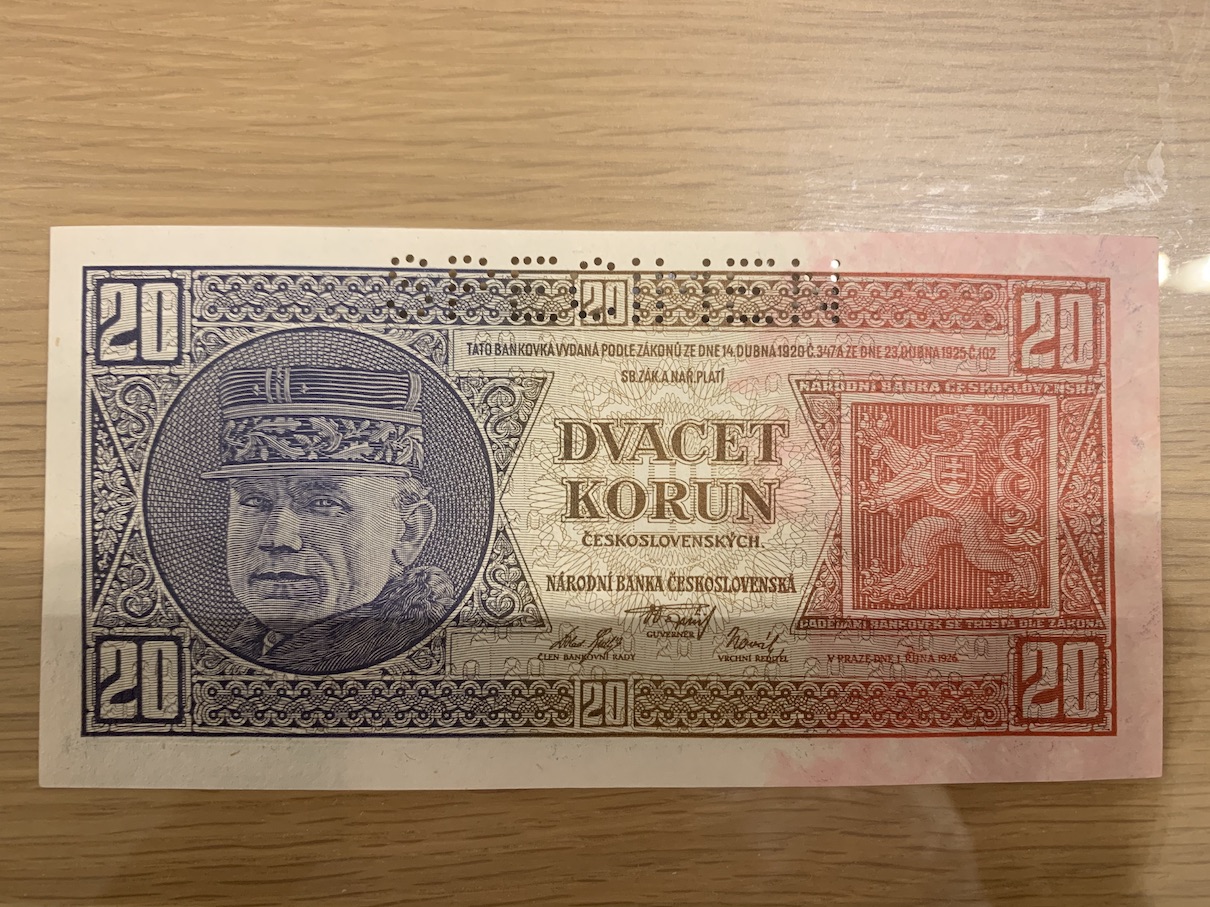 SPECIMEN
20 20 20
TATO BANKOVKA VYDANÁ PODLE ZÁKONŮ ZE DNE 14. DUBNA 1920 Č. 347 A ZE DNE 23. DUBNA 1925 Č. 102
SB. ZÁK. A NAŘ. PLATÍ
NÁRODNÍ BANKA ČESKOSLOVENSKÁ
DVACET
KORUN
ČESKOSLOVENSKÝCH.
NÁRODNÍ BANKA ČESKOSLOVENSKÁ
PADĚLÁNÍ BANKOVEK SE TRESTÁ DLE ZÁKONA
GUVERNÉR
ČLEN BANKOVNÍ RADY
VRCHNÍ ŘEDITEL
V PRAZE DNE 1. ŘÍJNA 1926.
20 20 20